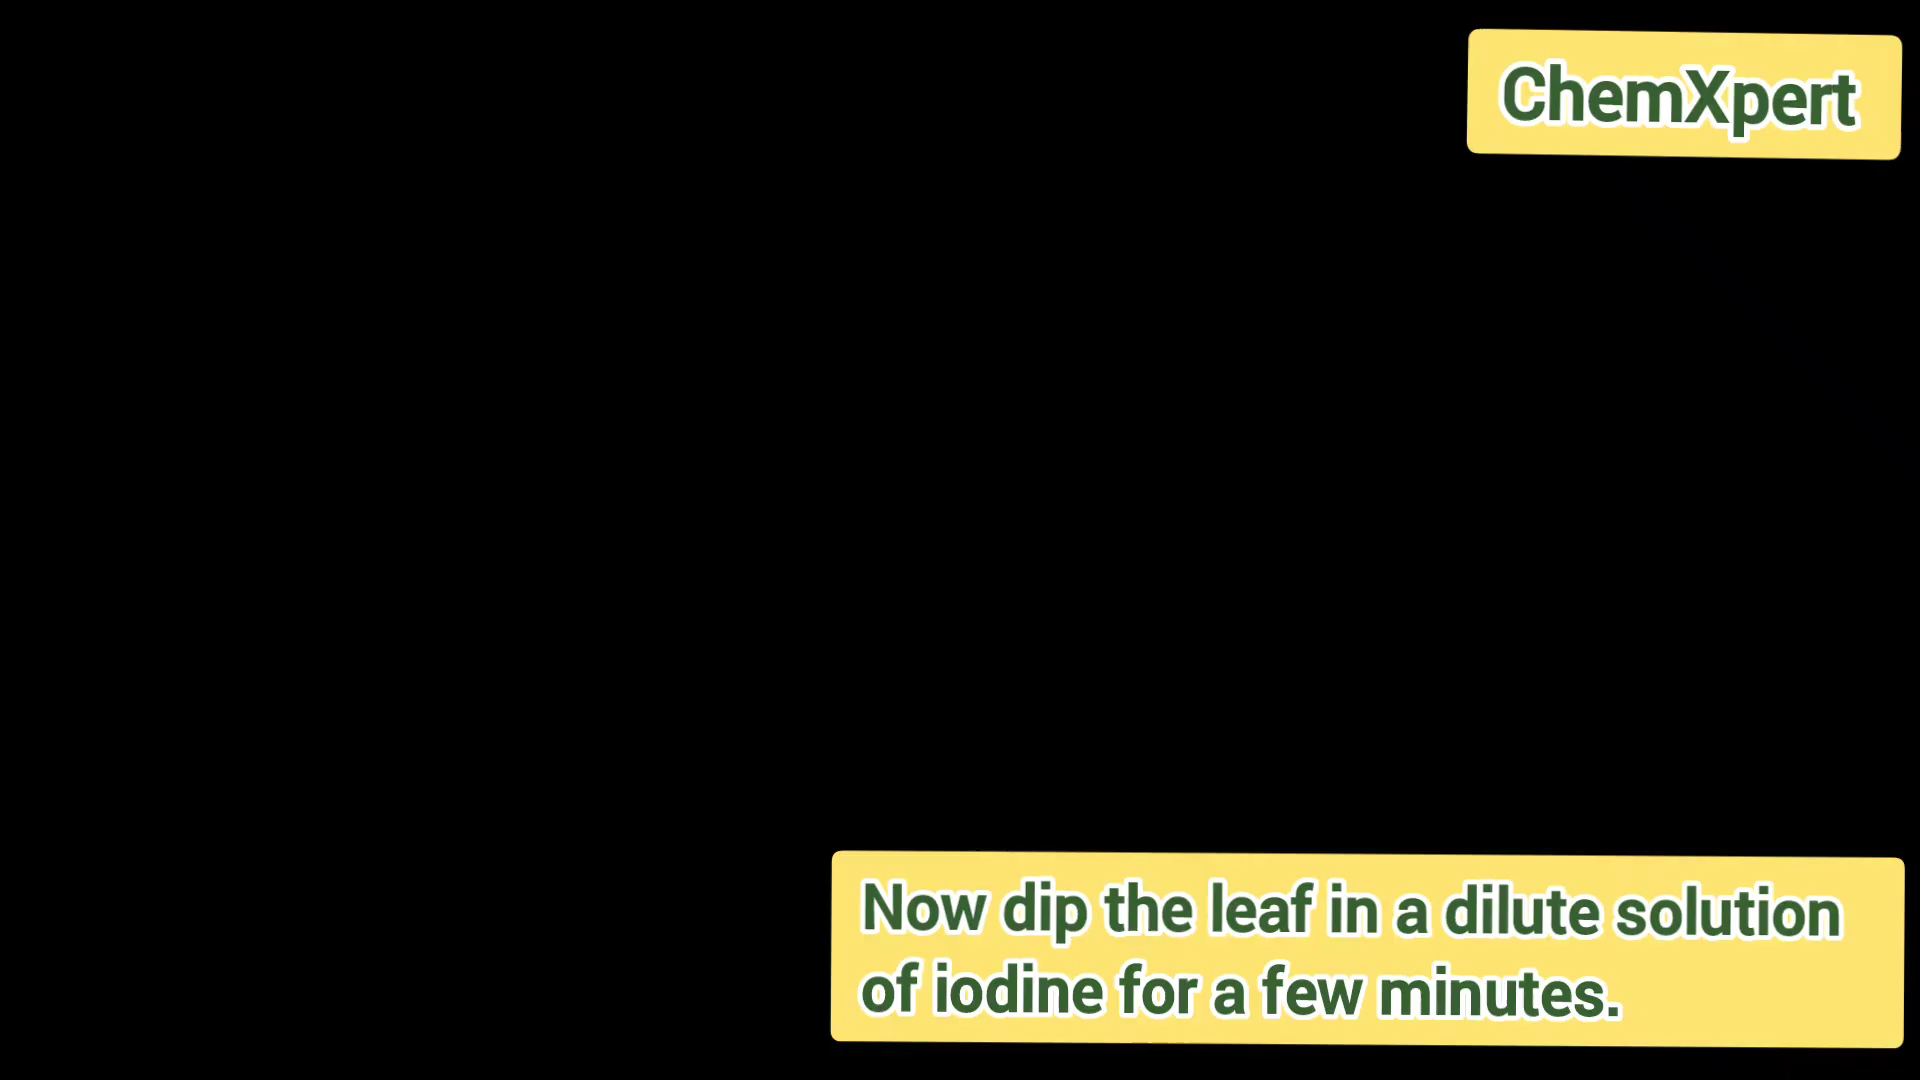 ChemXpert
Now dip the leaf in a dilute solution
of iodine for a few minutes.